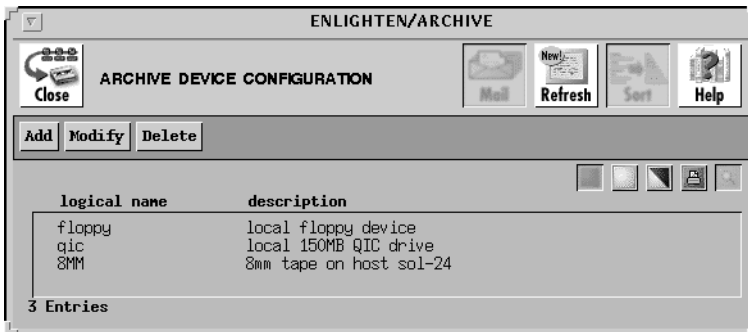 ENLIGHTEN/ARCHIVE
Close
ARCHIVE DEVICE CONFIGURATION
Mail
New!
Refresh
Sort
Help
Add Modify Delete
logical name description
floppy local floppy device
qic local 150MB QIC drive
8MM 8mm tape on host sol-24
3 Entries